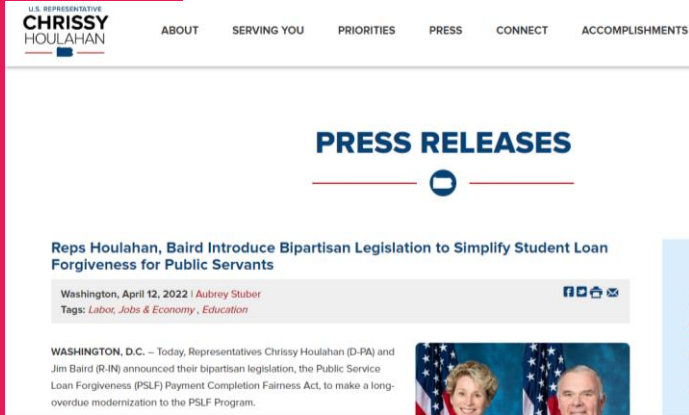 U.S. REPRESENTATIVE
CHRISSY
HOULAHAN
ABOUT SERVING YOU PRIORITIES PRESS CONNECT ACCOMPLISHMENTS
PRESS RELEASES
Reps Houlahan, Baird Introduce Bipartisan Legislation to Simplify Student Loan
Forgiveness for Public Servants
Washington, April 12, 2022 | Aubrey Stuber
Tags: Labor, Jobs & Economy , Education
WASHINGTON, D.C. – Today, Representatives Chrissy Houlahan (D-PA) and
Jim Baird (R-IN) announced their bipartisan legislation, the Public Service
Loan Forgiveness (PSLF) Payment Completion Fairness Act, to make a long-
overdue modernization to the PSLF Program.